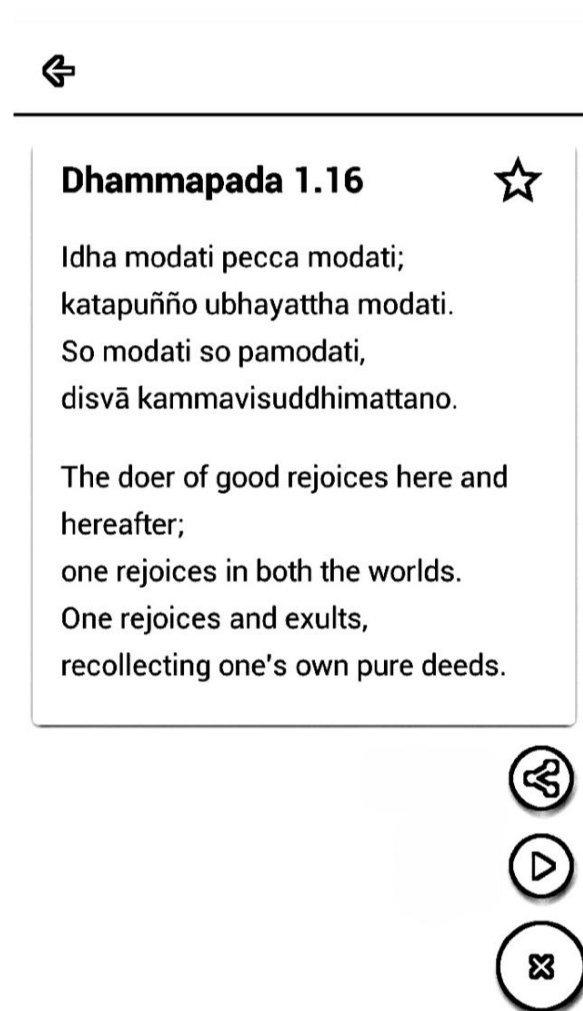 Dhammapada 1.16
Idha modati pecca modati;
katapuñño ubhayattha modati.
So modati so pamodati,
disvā kammavisuddhimattano.
The doer of good rejoices here and
hereafter;
one rejoices in both the worlds.
One rejoices and exults,
recollecting one's own pure deeds.